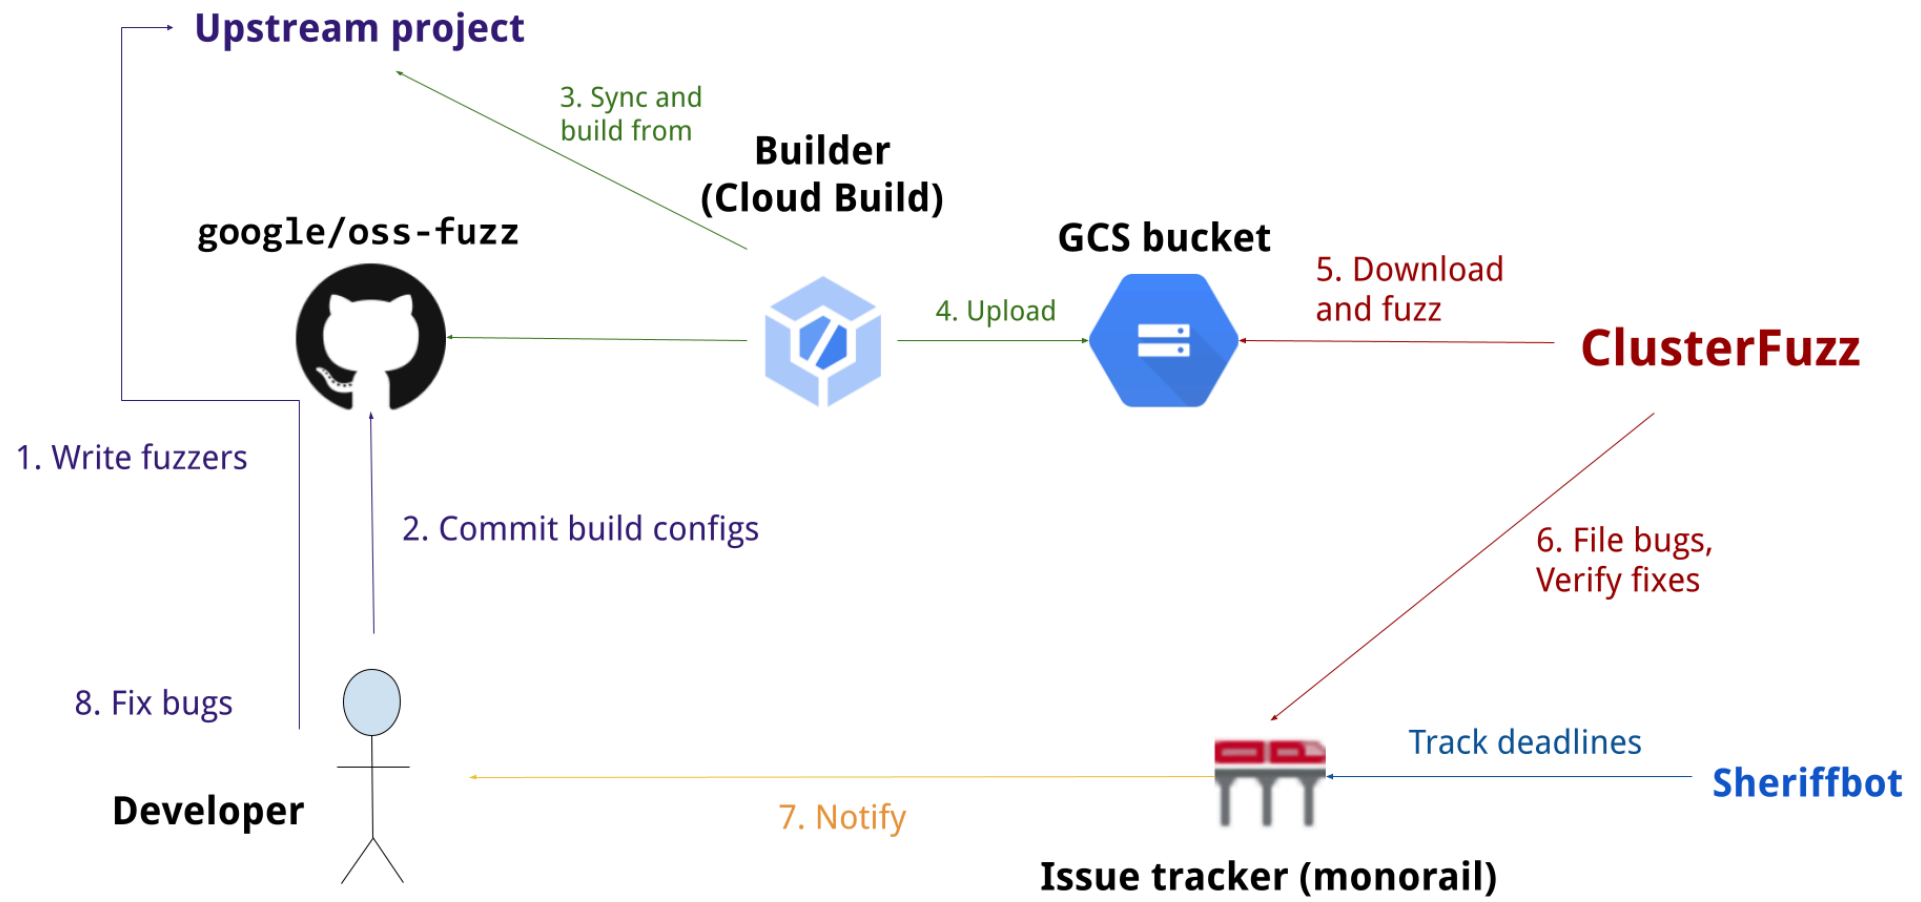 Upstream project
3. Sync and
build from
Builder
(Cloud Build)
google/oss-fuzz
GCS bucket
4. Upload
5. Download
and fuzz
ClusterFuzz
1. Write fuzzers
2. Commit build configs
6. File bugs,
Verify fixes
8. Fix bugs
Developer
7. Notify
Track deadlines
Sheriffbot
Issue tracker (monorail)